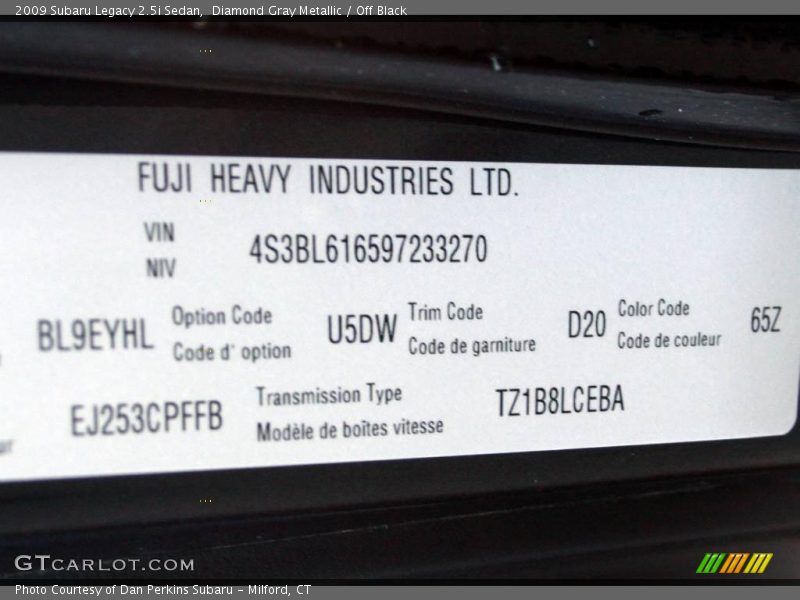 2009 Subaru Legacy 2.5i Sedan, Diamond Gray Metallic / Off Black
FUJI HEAVY INDUSTRIES LTD.
VIN
NIV
4S3BL616597233270
BL9EYHL
Option Code
Code d' option
U5DW
Trim Code
Code de garniture
D20
Color Code
Code de couleur
65Z
EJ253CPFFB
Transmission Type
Modèle de boîtes vitesse
TZ1B8LCEBA
GTCARLOT.COM
Photo Courtesy of Dan Perkins Subaru – Milford, CT